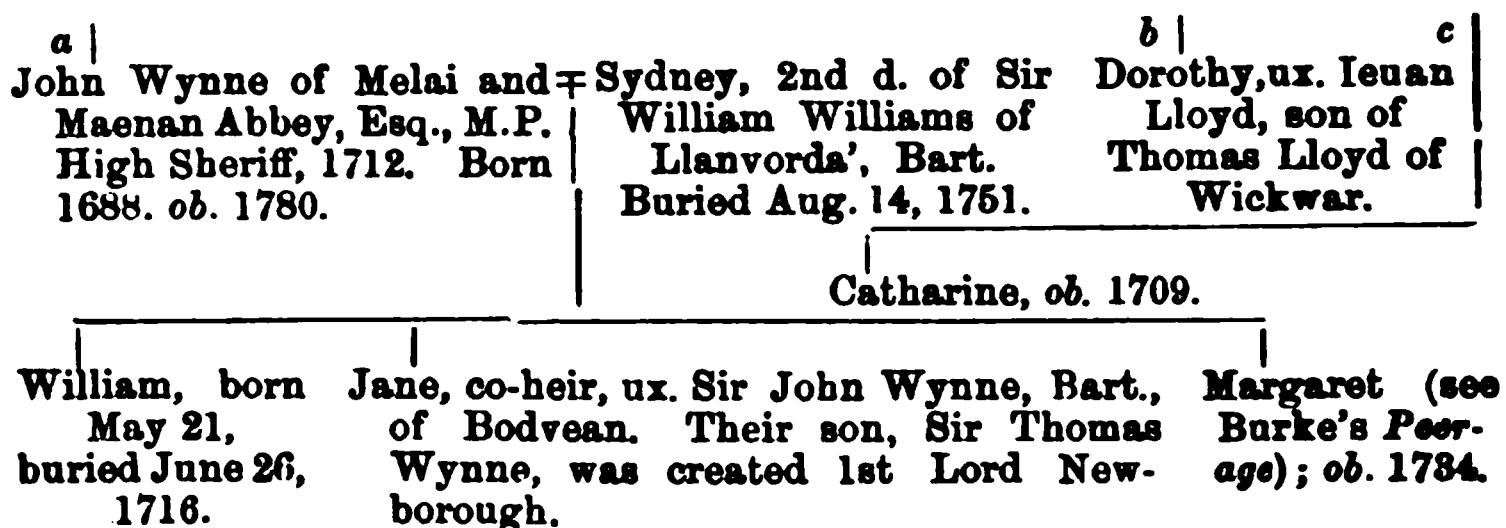 a
b
c
John Wynne of Melai and
Maenan Abbey, Esq., M.P.
High Sheriff, 1712. Born
1688. ob. 1780.
Sydney, 2nd d. of Sir
William Williams of
Llanvorda', Bart.
Buried Aug. 14, 1751.
Dorothy, ux. Ieuan
Lloyd, son of
Thomas Lloyd of
Wickwar.
Catharine, ob. 1709.
William, born
May 21,
buried June 26,
1716.
Jane, co-heir, ux. Sir John Wynne, Bart.,
of Bodvean. Their son, Sir Thomas
Wynne, was created 1st Lord New-
borough.
Margaret (see
Burke's Peer-
age); ob. 1734.